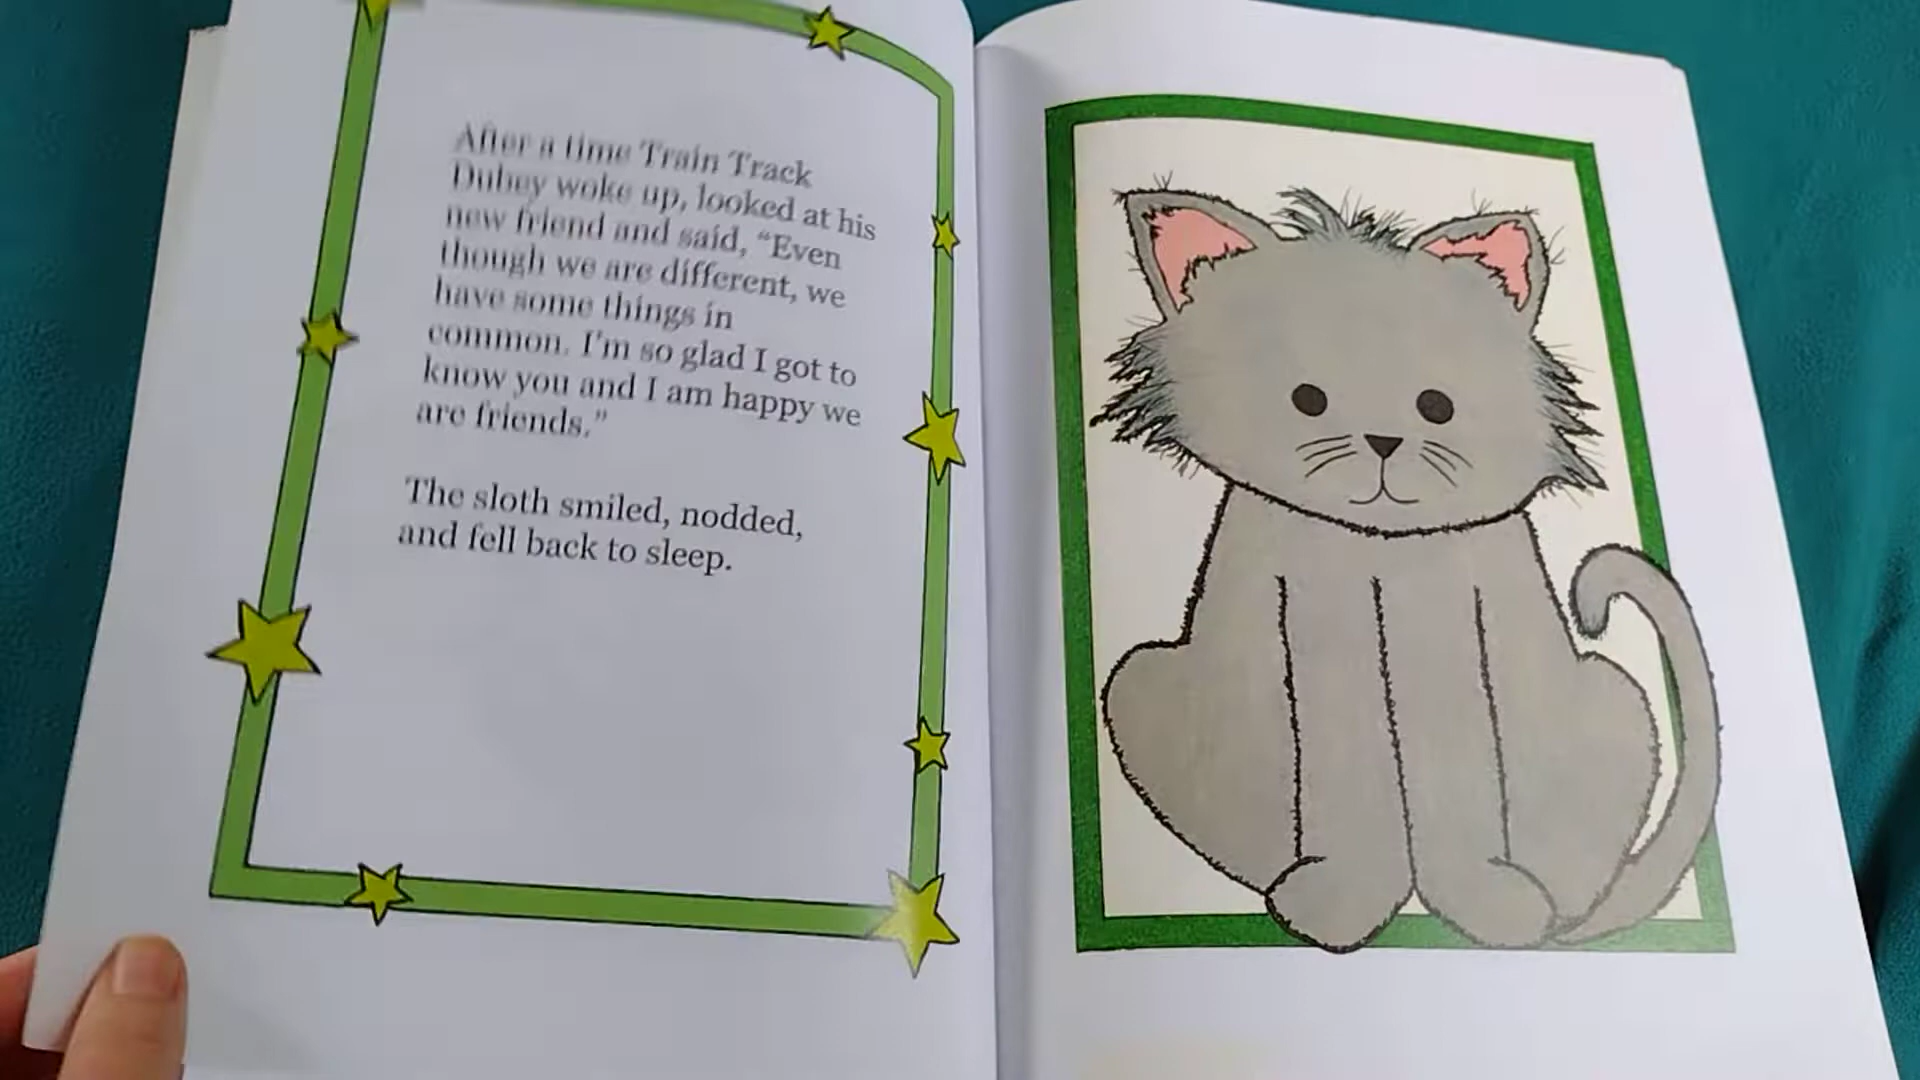 After a time Train Track
Dubey woke up, looked at his
new friend and said, “Even
though we are different, we
have some things in
common. I'm so glad I got to
know you and I am happy we
are friends.”
The sloth smiled, nodded,
and fell back to sleep.